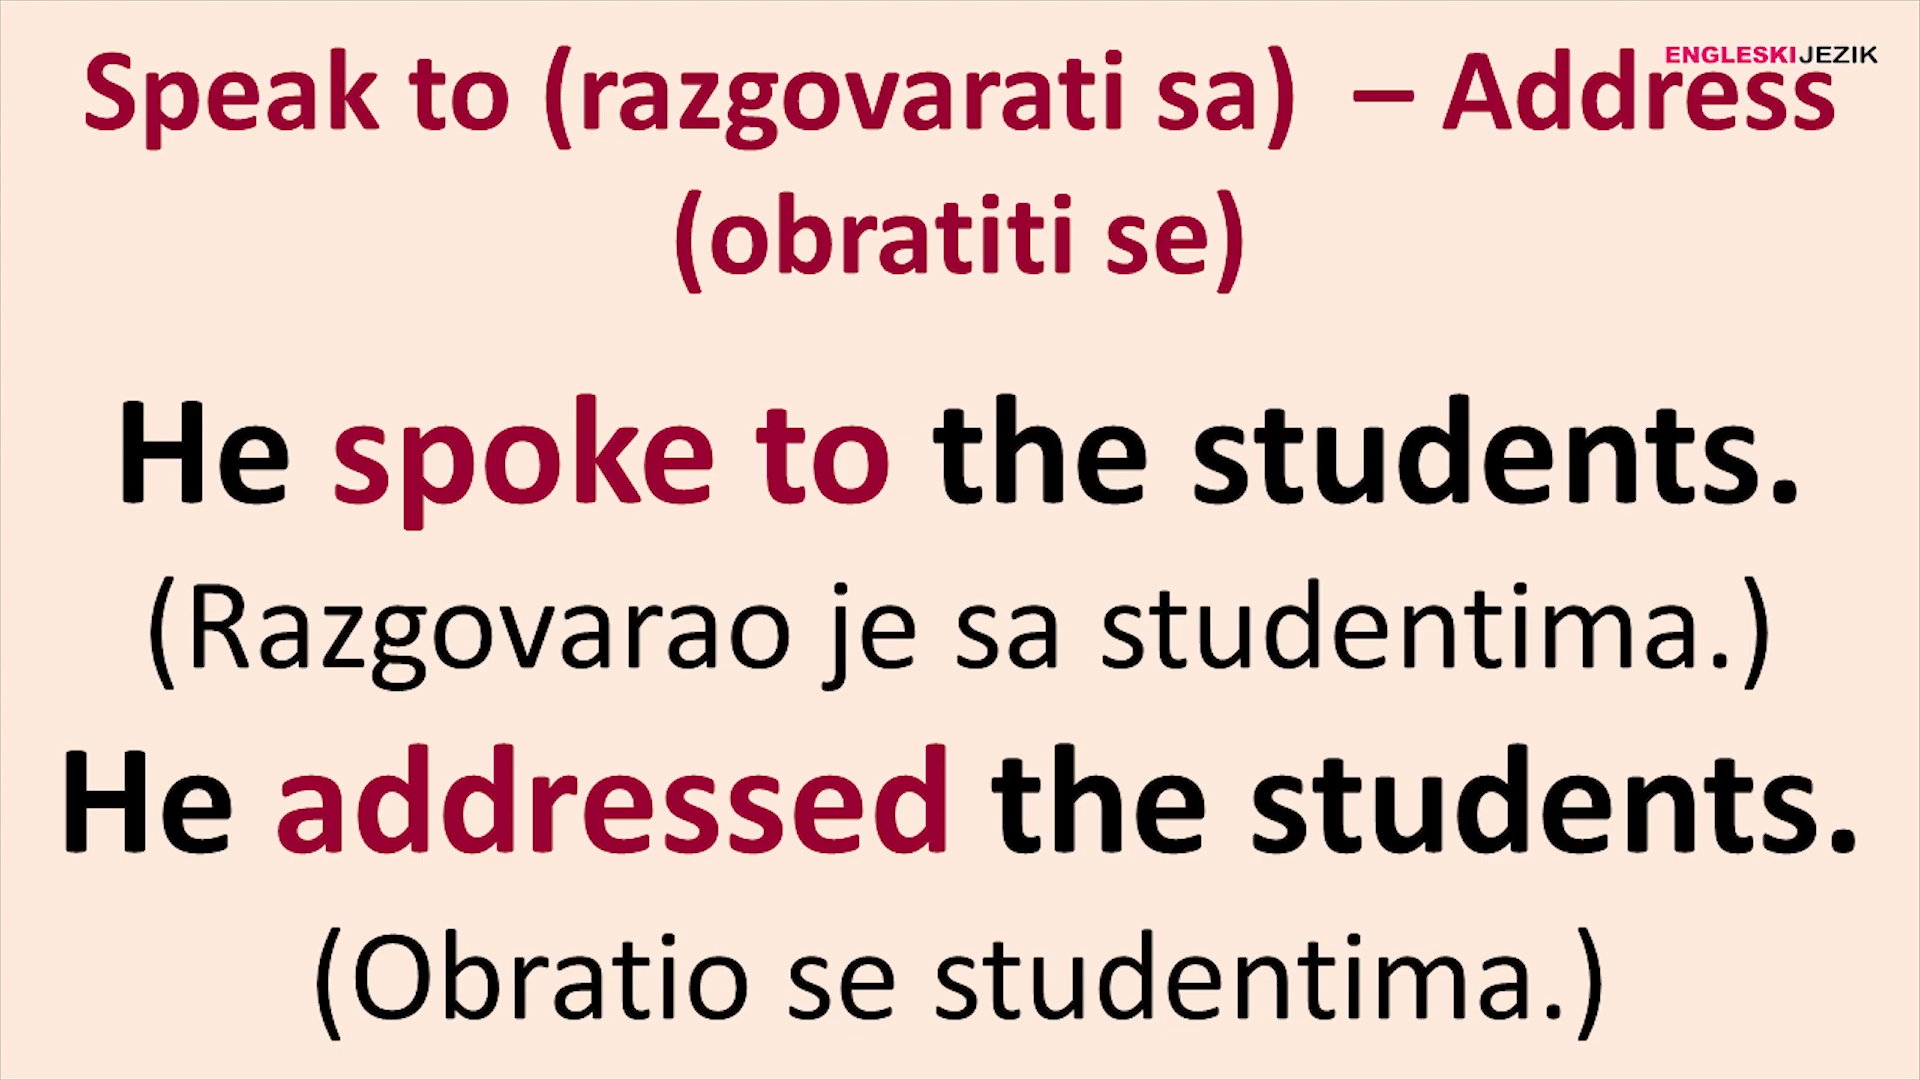 ENGLESKIJEZIK
Speak to (razgovarati sa) – Address
(obratiti se)
He spoke to the students.
(Razgovarao je sa studentima.)
He addressed the students.
(Obratio se studentima.)